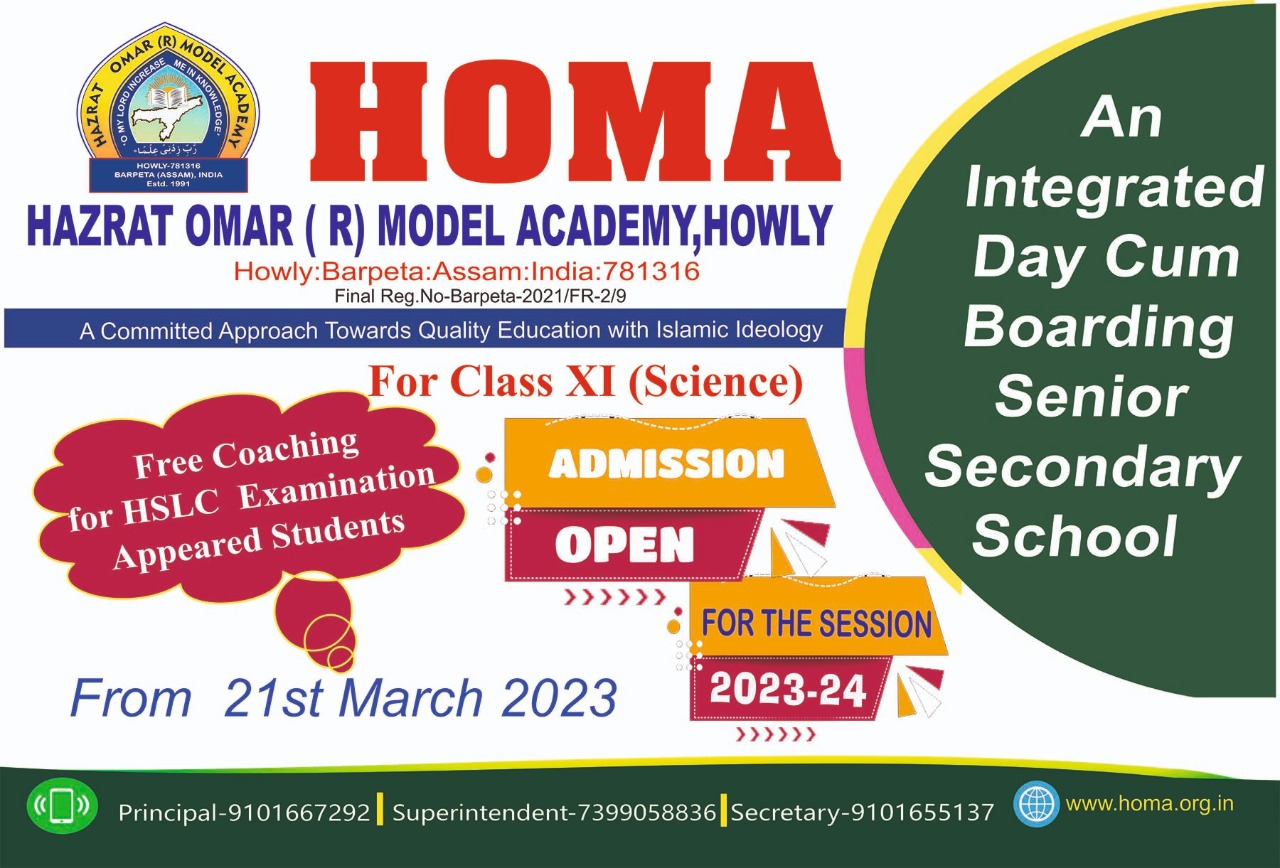 HAZRAT OMAR (R) MODEL ACADEMY
"O MY LORD INCREASE ME IN KNOWLEDGE"
رَبِّ زِدْنِي عِلْمًا
HOWLY-781316
BARPETA (ASSAM), INDIA
Estd. 1991
HOMA
HAZRAT OMAR ( R) MODEL ACADEMY,HOWLY
Howly:Barpeta:Assam:India:781316
Final Reg.No-Barpeta-2021/FR-2/9
A Committed Approach Towards Quality Education with Islamic Ideology
An
Integrated
Day Cum
Boarding
Senior
Secondary
School
For Class XI (Science)
Free Coaching
for HSLC Examination
Appeared Students
ADMISSION
OPEN
FOR THE SESSION
2023-24
From 21st March 2023
Principal-9101667292
Superintendent-7399058836
Secretary-9101655137
www.homa.org.in